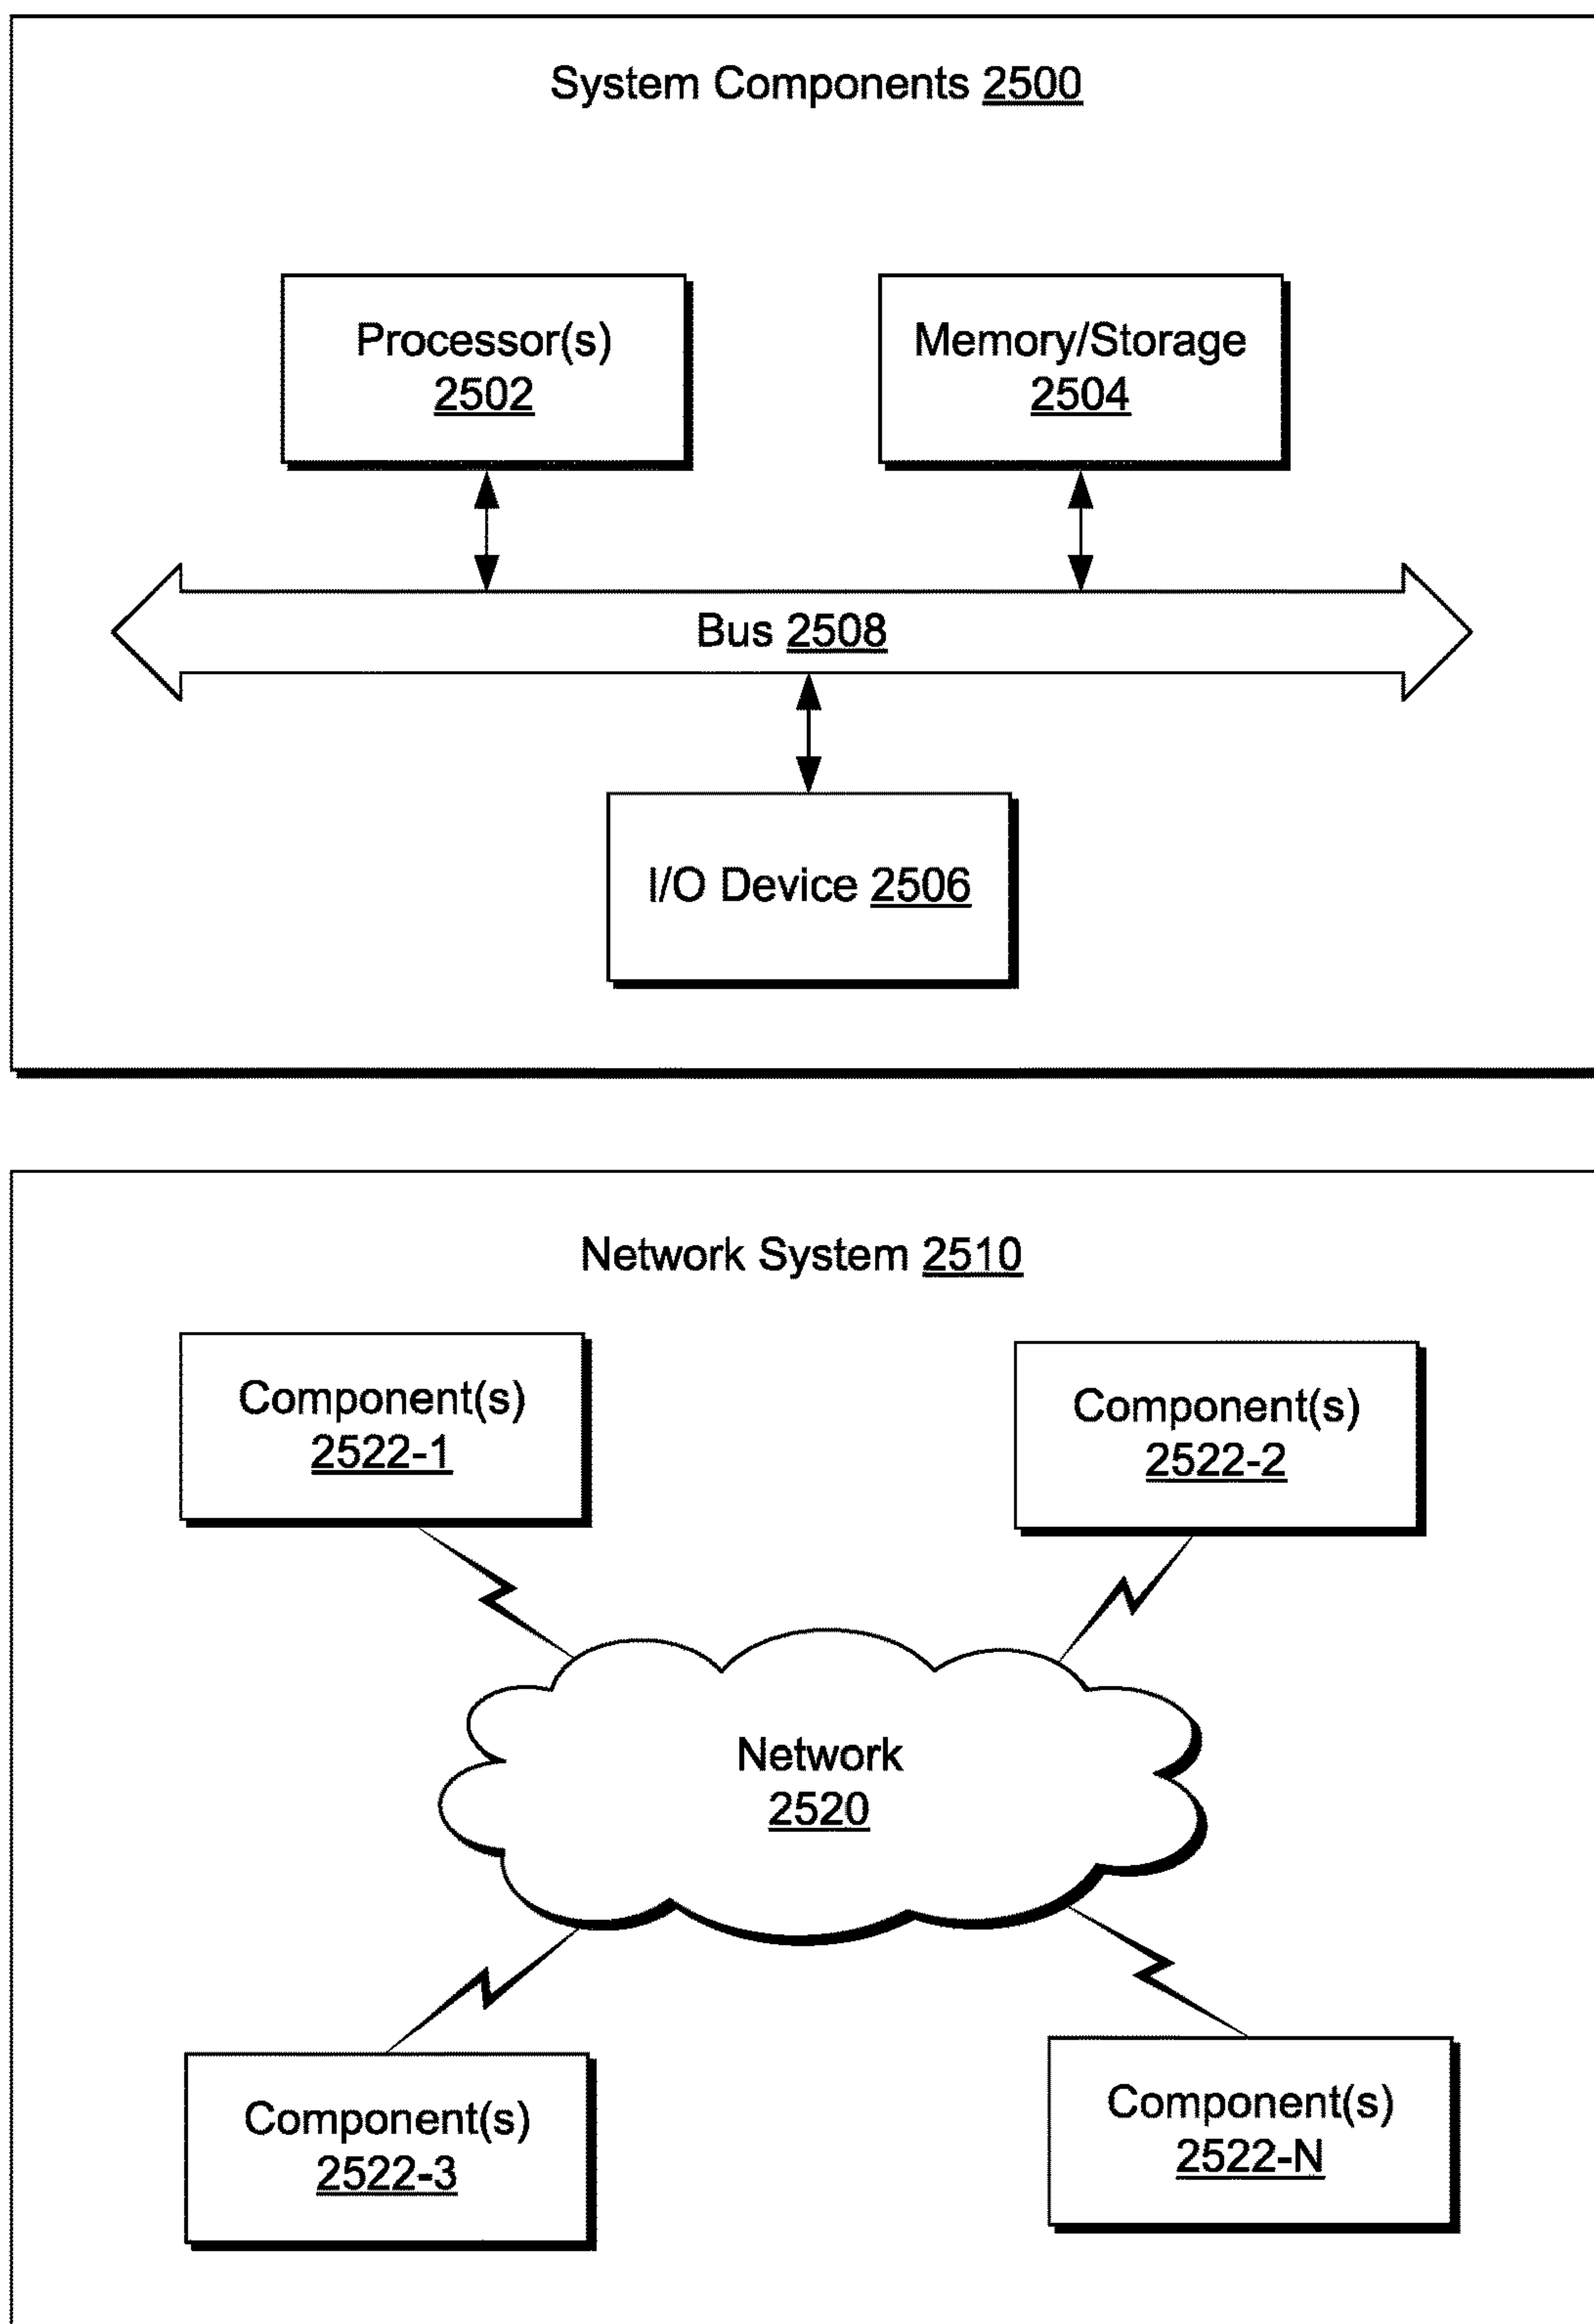 System Components 2500
Processor(s)
2502
Memory/Storage
2504
Bus 2508
I/O Device 2506
Network System 2510
Component(s)
2522-1
Component(s)
2522-2
Network
2520
Component(s)
2522-3
Component(s)
2522-N